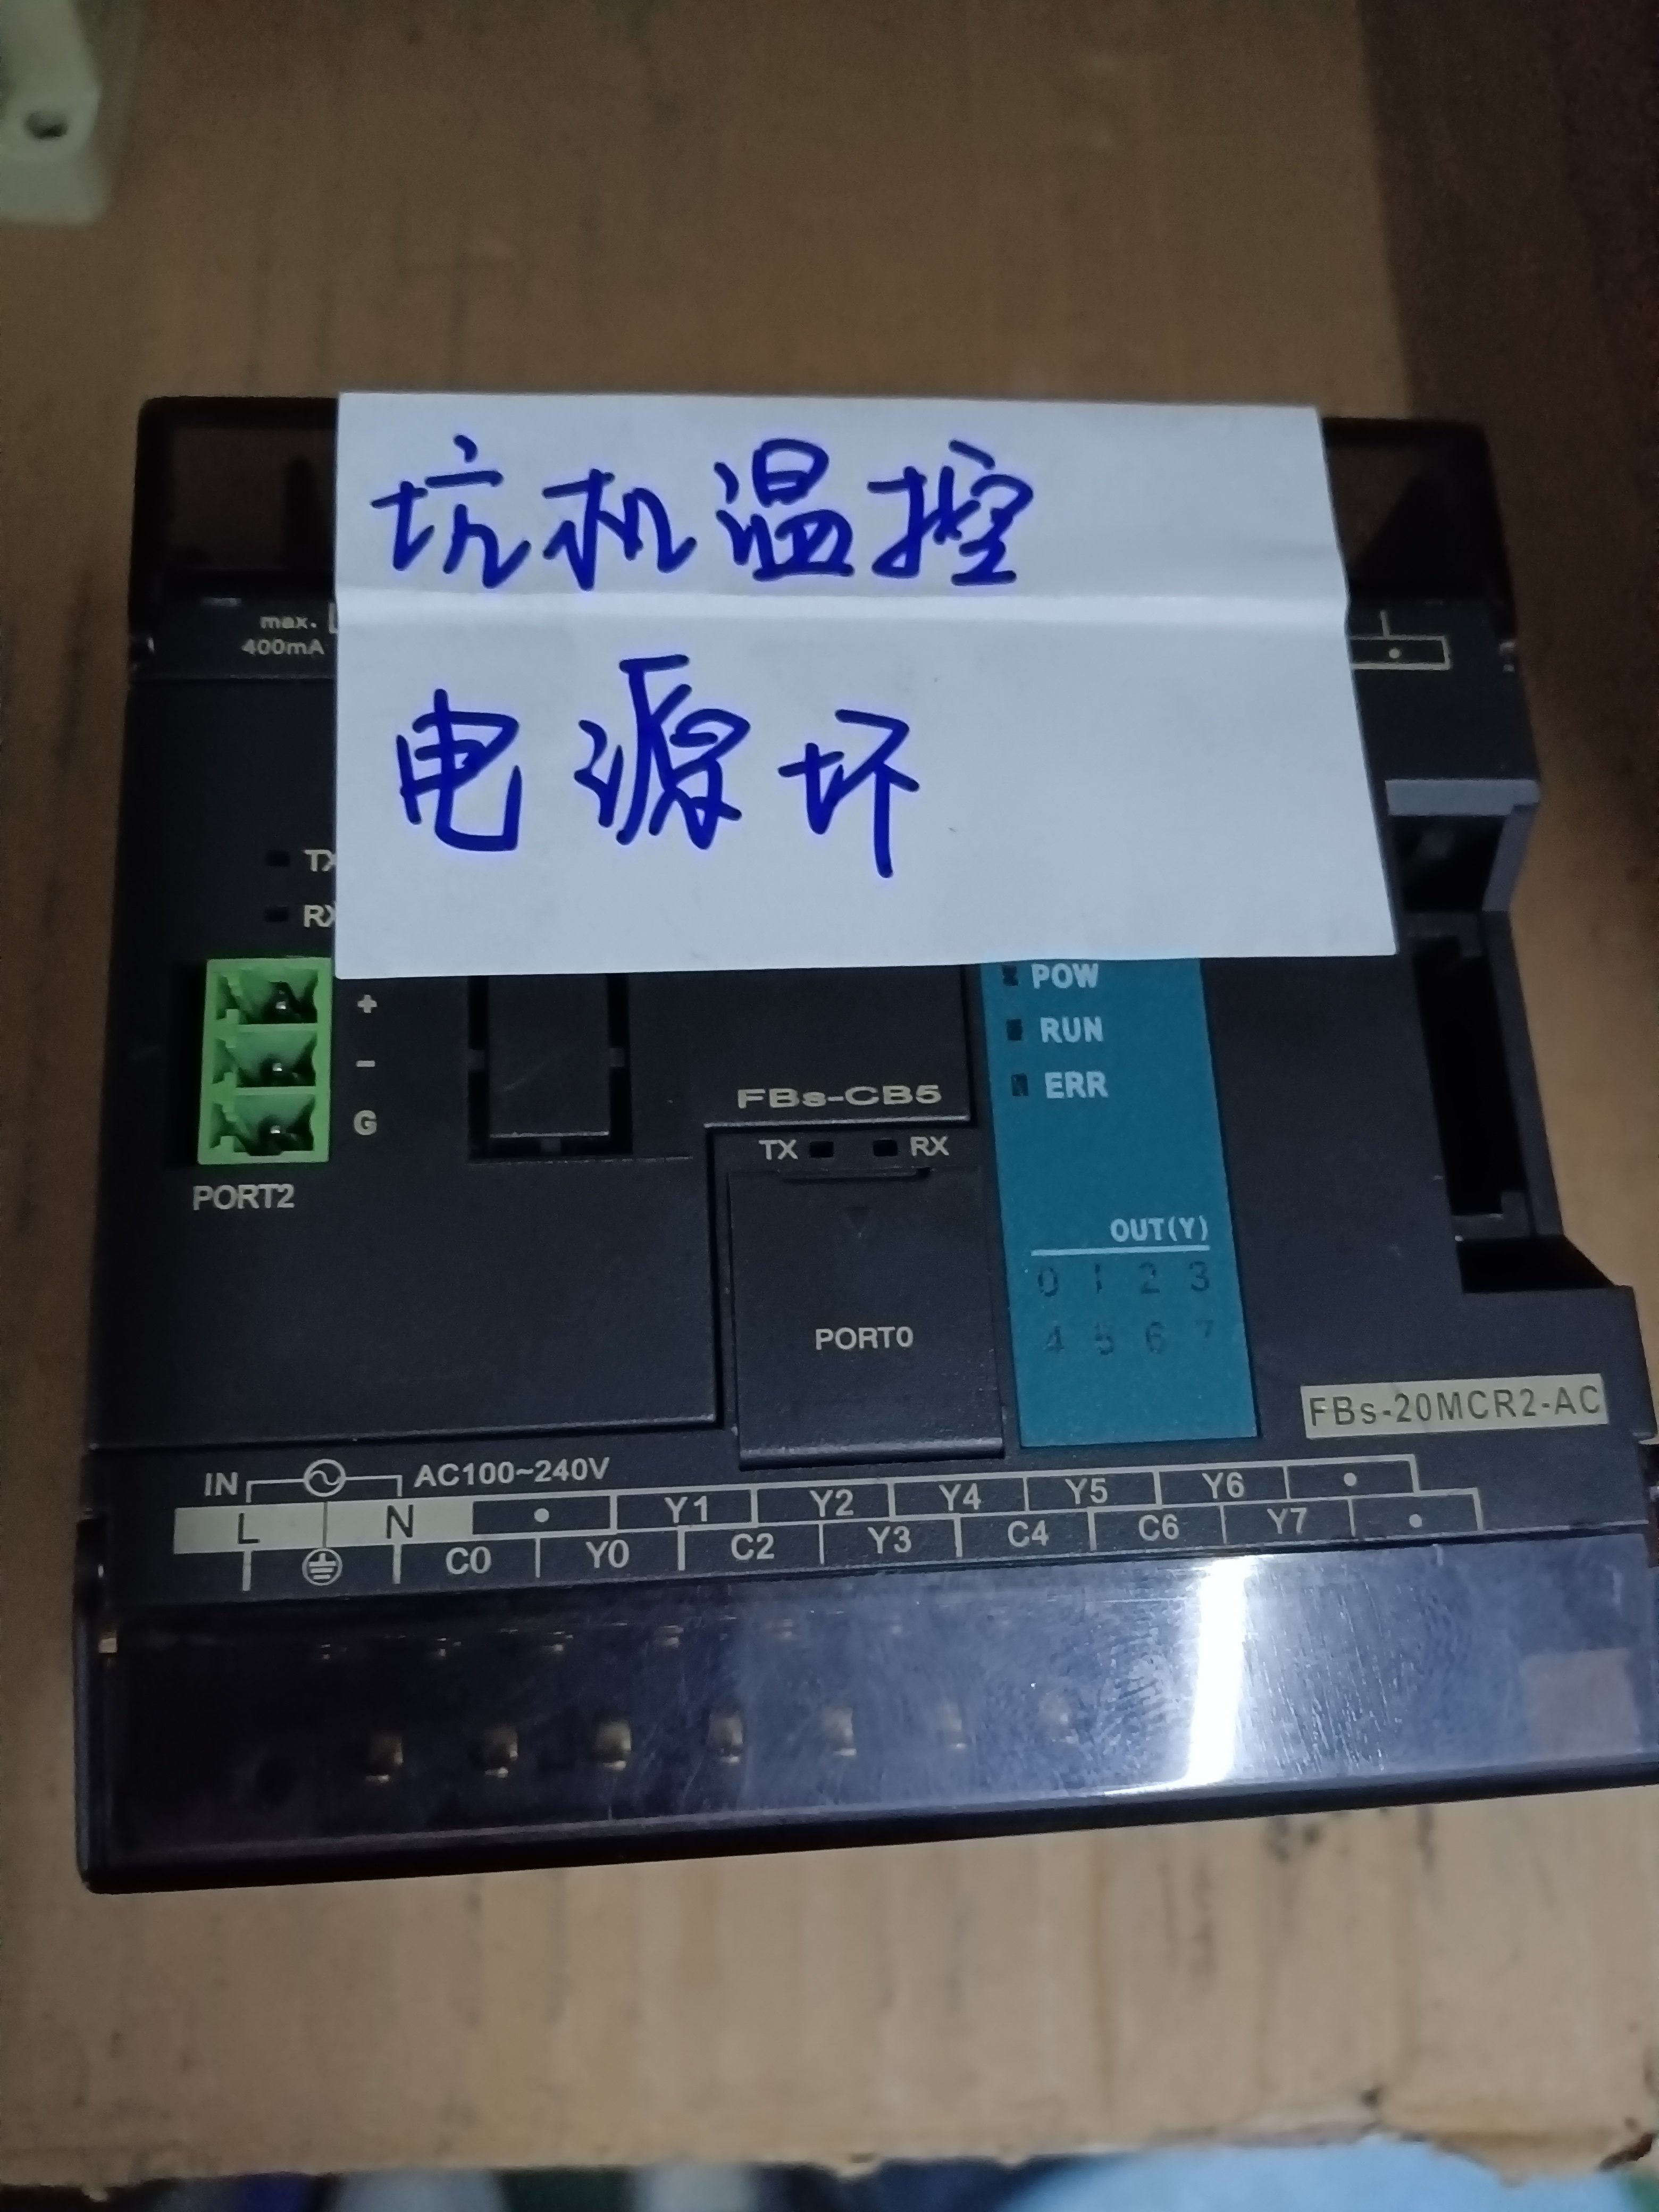 坑机温控
电源坏
max.
400mA
TX
RX
+
-
G
PORT2
FBs-CB5
TX RX
PORT0
POW
RUN
ERR
OUT(Y)
0 1 2 3
4 5 6 7
FBs-20MCR2-AC
IN AC100~240V
L N • Y1 Y2 Y4 Y5 Y6 •
C0 Y0 C2 Y3 C4 C6 Y7 •